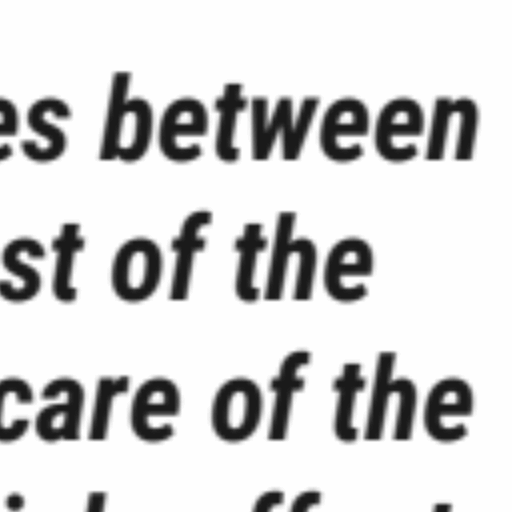 es between
st of the
care of the